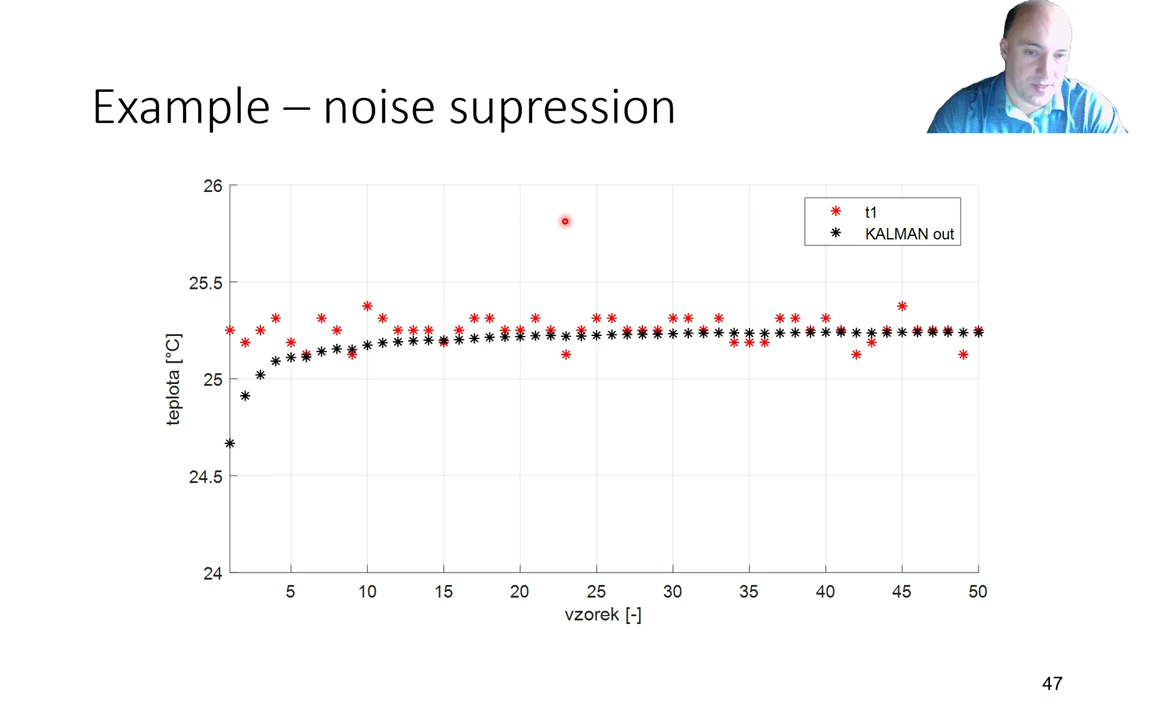 Example – noise supression
26
25.5
25
24.5
24
teplota [°C]
t1
KALMAN out
5 10 15 20 25 30 35 40 45 50
vzorek [-]
47